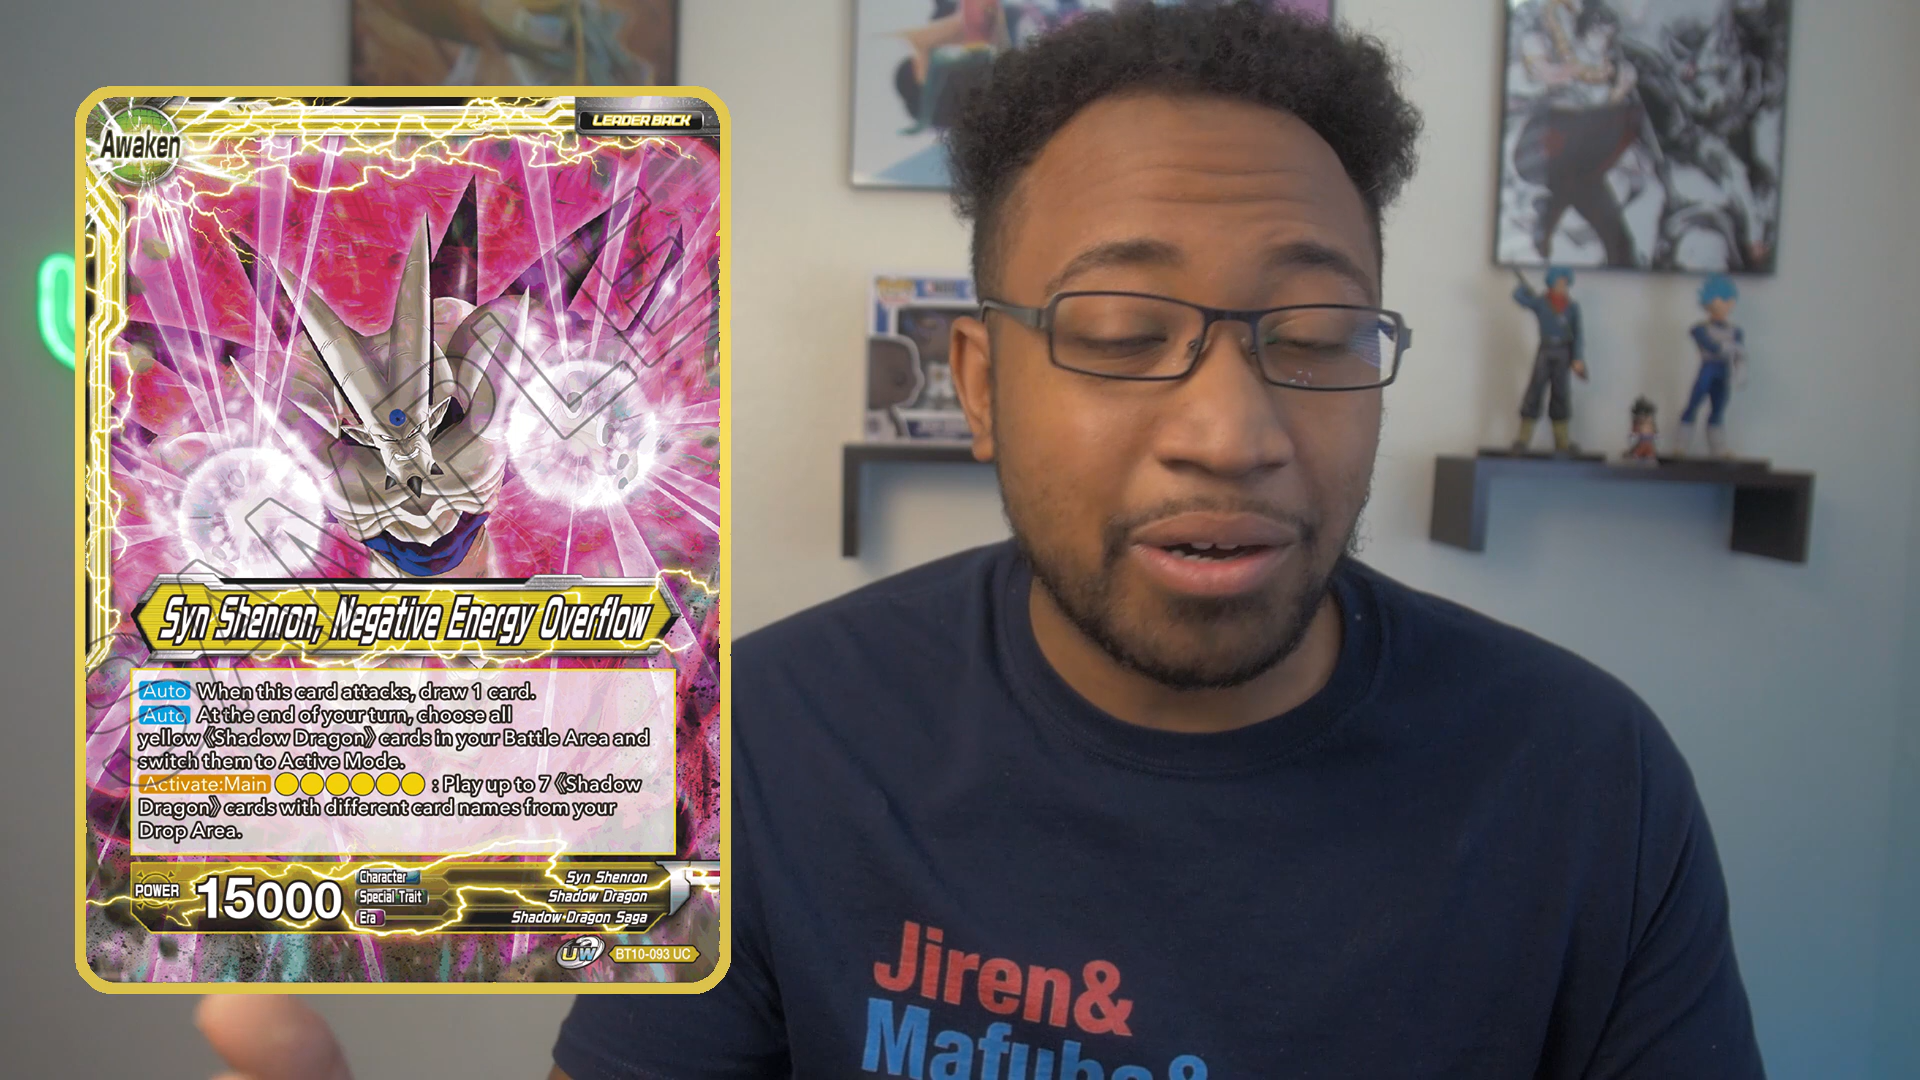 Awaken
LEADER BACK
SAMPLE
Syn Shenron, Negative Energy Overflow
Auto When this card attacks, draw 1 card.
Auto At the end of your turn, choose all
yellow 《Shadow Dragon》 cards in your Battle Area and
switch them to Active Mode.
Activate:Main : Play up to 7 《Shadow
Dragon》 cards with different card names from your
Drop Area.
POWER 15000
Character Syn Shenron
Special Trait Shadow Dragon
Era Shadow Dragon Saga
UW BT10-093 UC
Jiren&
Mafuba&